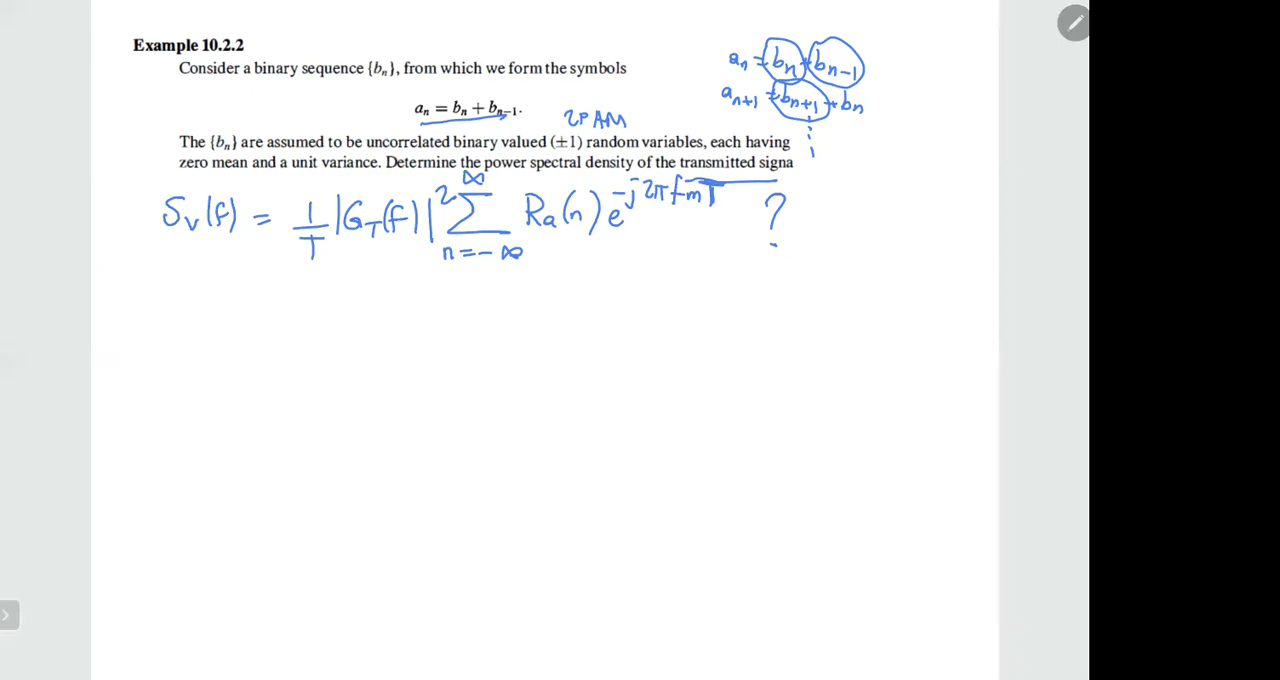 Example 10.2.2
Consider a binary sequence {bₙ}, from which we form the symbols
aₙ = bₙ + bₙ₋₁.
2PAM
aₙ = bₙ + bₙ₋₁
aₙ₊₁ = bₙ₊₁ + bₙ
The {bₙ} are assumed to be uncorrelated binary valued (±1) random variables, each having
zero mean and a unit variance. Determine the power spectral density of the transmitted signa
Sᵥ(f) = 1/T |G_T(f)|² ∑_{n=-∞}^{∞} Rₐ(n) e^{-j2πfmT} ?